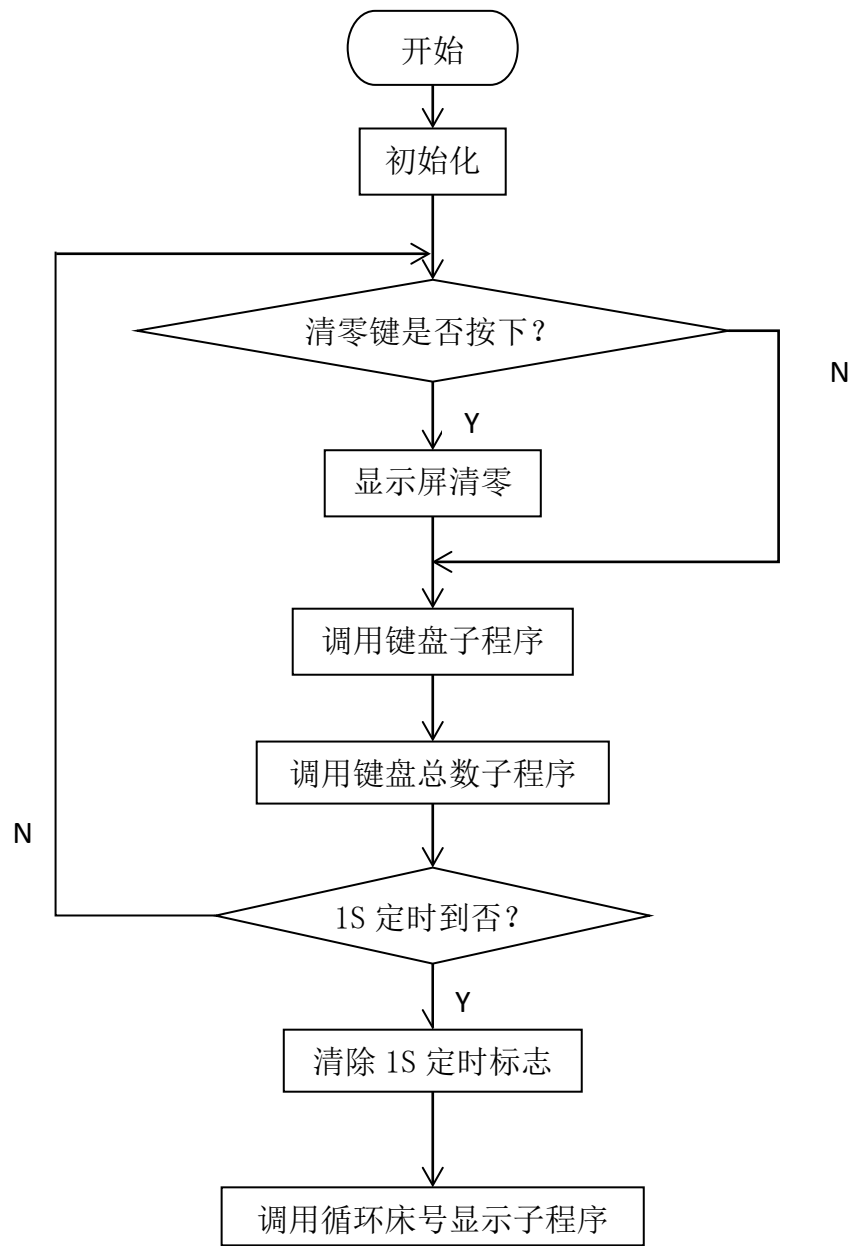 开始
初始化
清零键是否按下？
N
Y
显示屏清零
调用键盘子程序
调用键盘总数子程序
N
1S 定时到否？
Y
清除 1S 定时标志
调用循环床号显示子程序